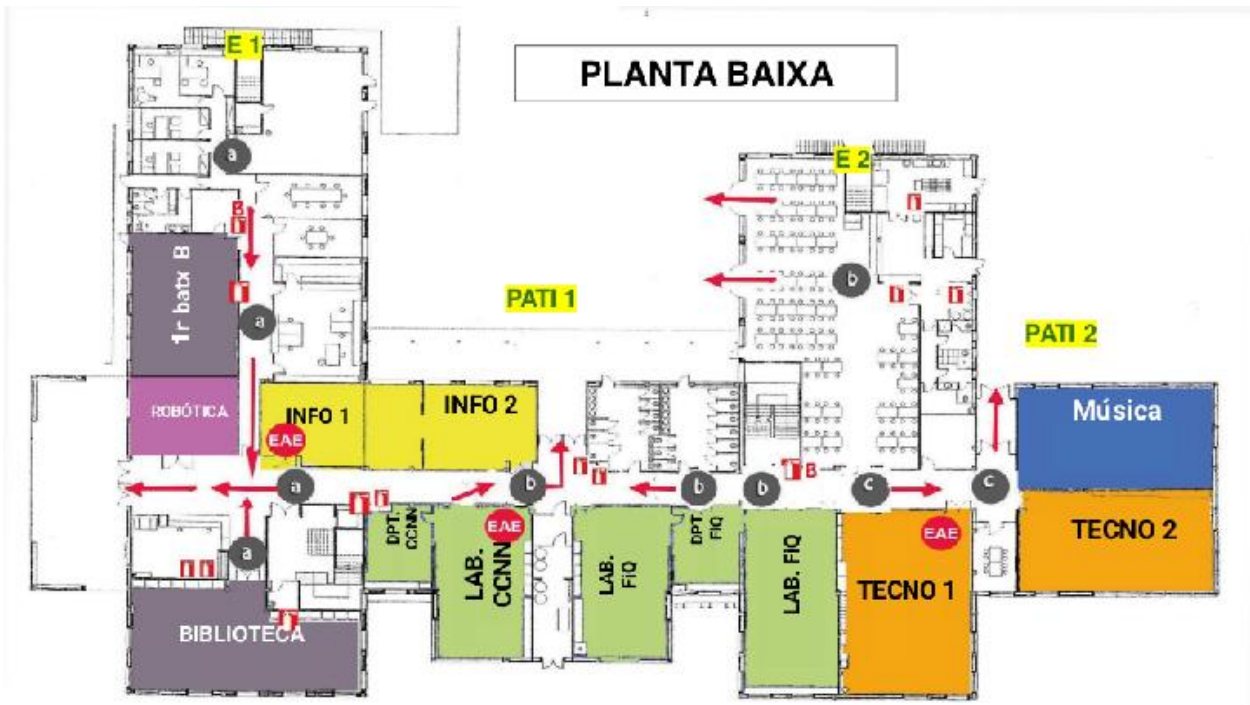 E 1
PLANTA BAIXA
a
E 2
B
1r batx B
a
b
PATI 1
PATI 2
ROBÓTICA
INFO 1
INFO 2
Música
EAE
B
a
b
b
b
c
c
DPT.
CCNN
LAB.
CCNN
EAE
LAB.
FIQ
DPT.
FIQ
LAB. FIQ
EAE
TECNO 1
TECNO 2
a
BIBLIOTECA